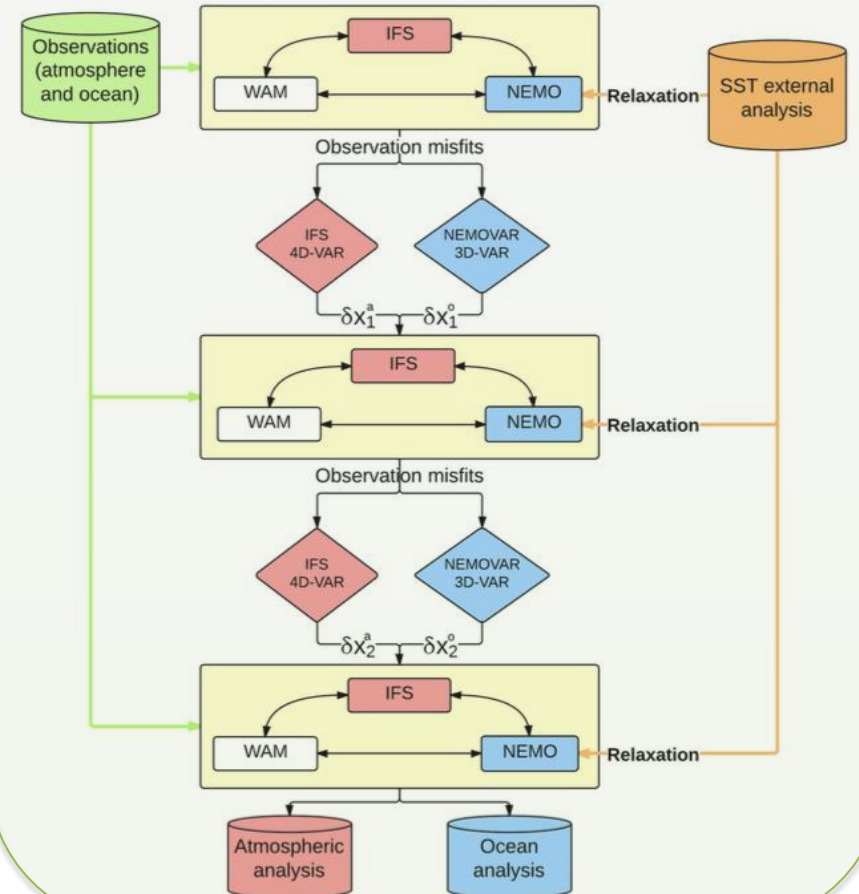 Observations
(atmosphere
and ocean)
IFS
WAM
NEMO
Relaxation
SST external
analysis
Observation misfits
IFS
4D-VAR
NEMOVAR
3D-VAR
δx₁ᵃ
δx₁ᵒ
IFS
WAM
NEMO
Relaxation
Observation misfits
IFS
4D-VAR
NEMOVAR
3D-VAR
δx₂ᵃ
δx₂ᵒ
IFS
WAM
NEMO
Relaxation
Atmospheric
analysis
Ocean
analysis